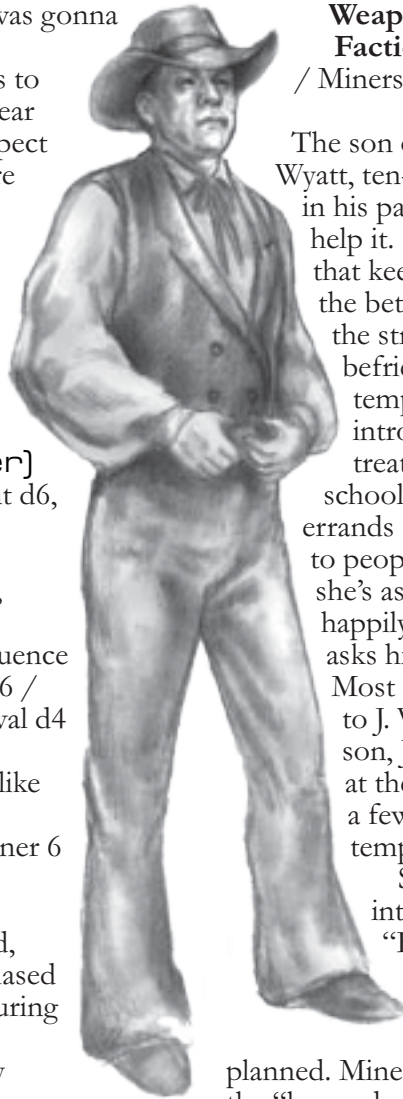 was gonna
s to
ear
pect
re
er)
nt d6,
,
uence
6 /
val d4
like
ner 6
d,
ased
uring
y
Weap
Facti
/ Miners
The son
Wyatt, ten-
in his pa
help it.
that kee
the bet
the str
befrie
temp
intro
treat
school
errands
to peop
she's as
happily
asks hi
Most
to J.
son, J
at the
a few
temp
S
int
planned. Mine